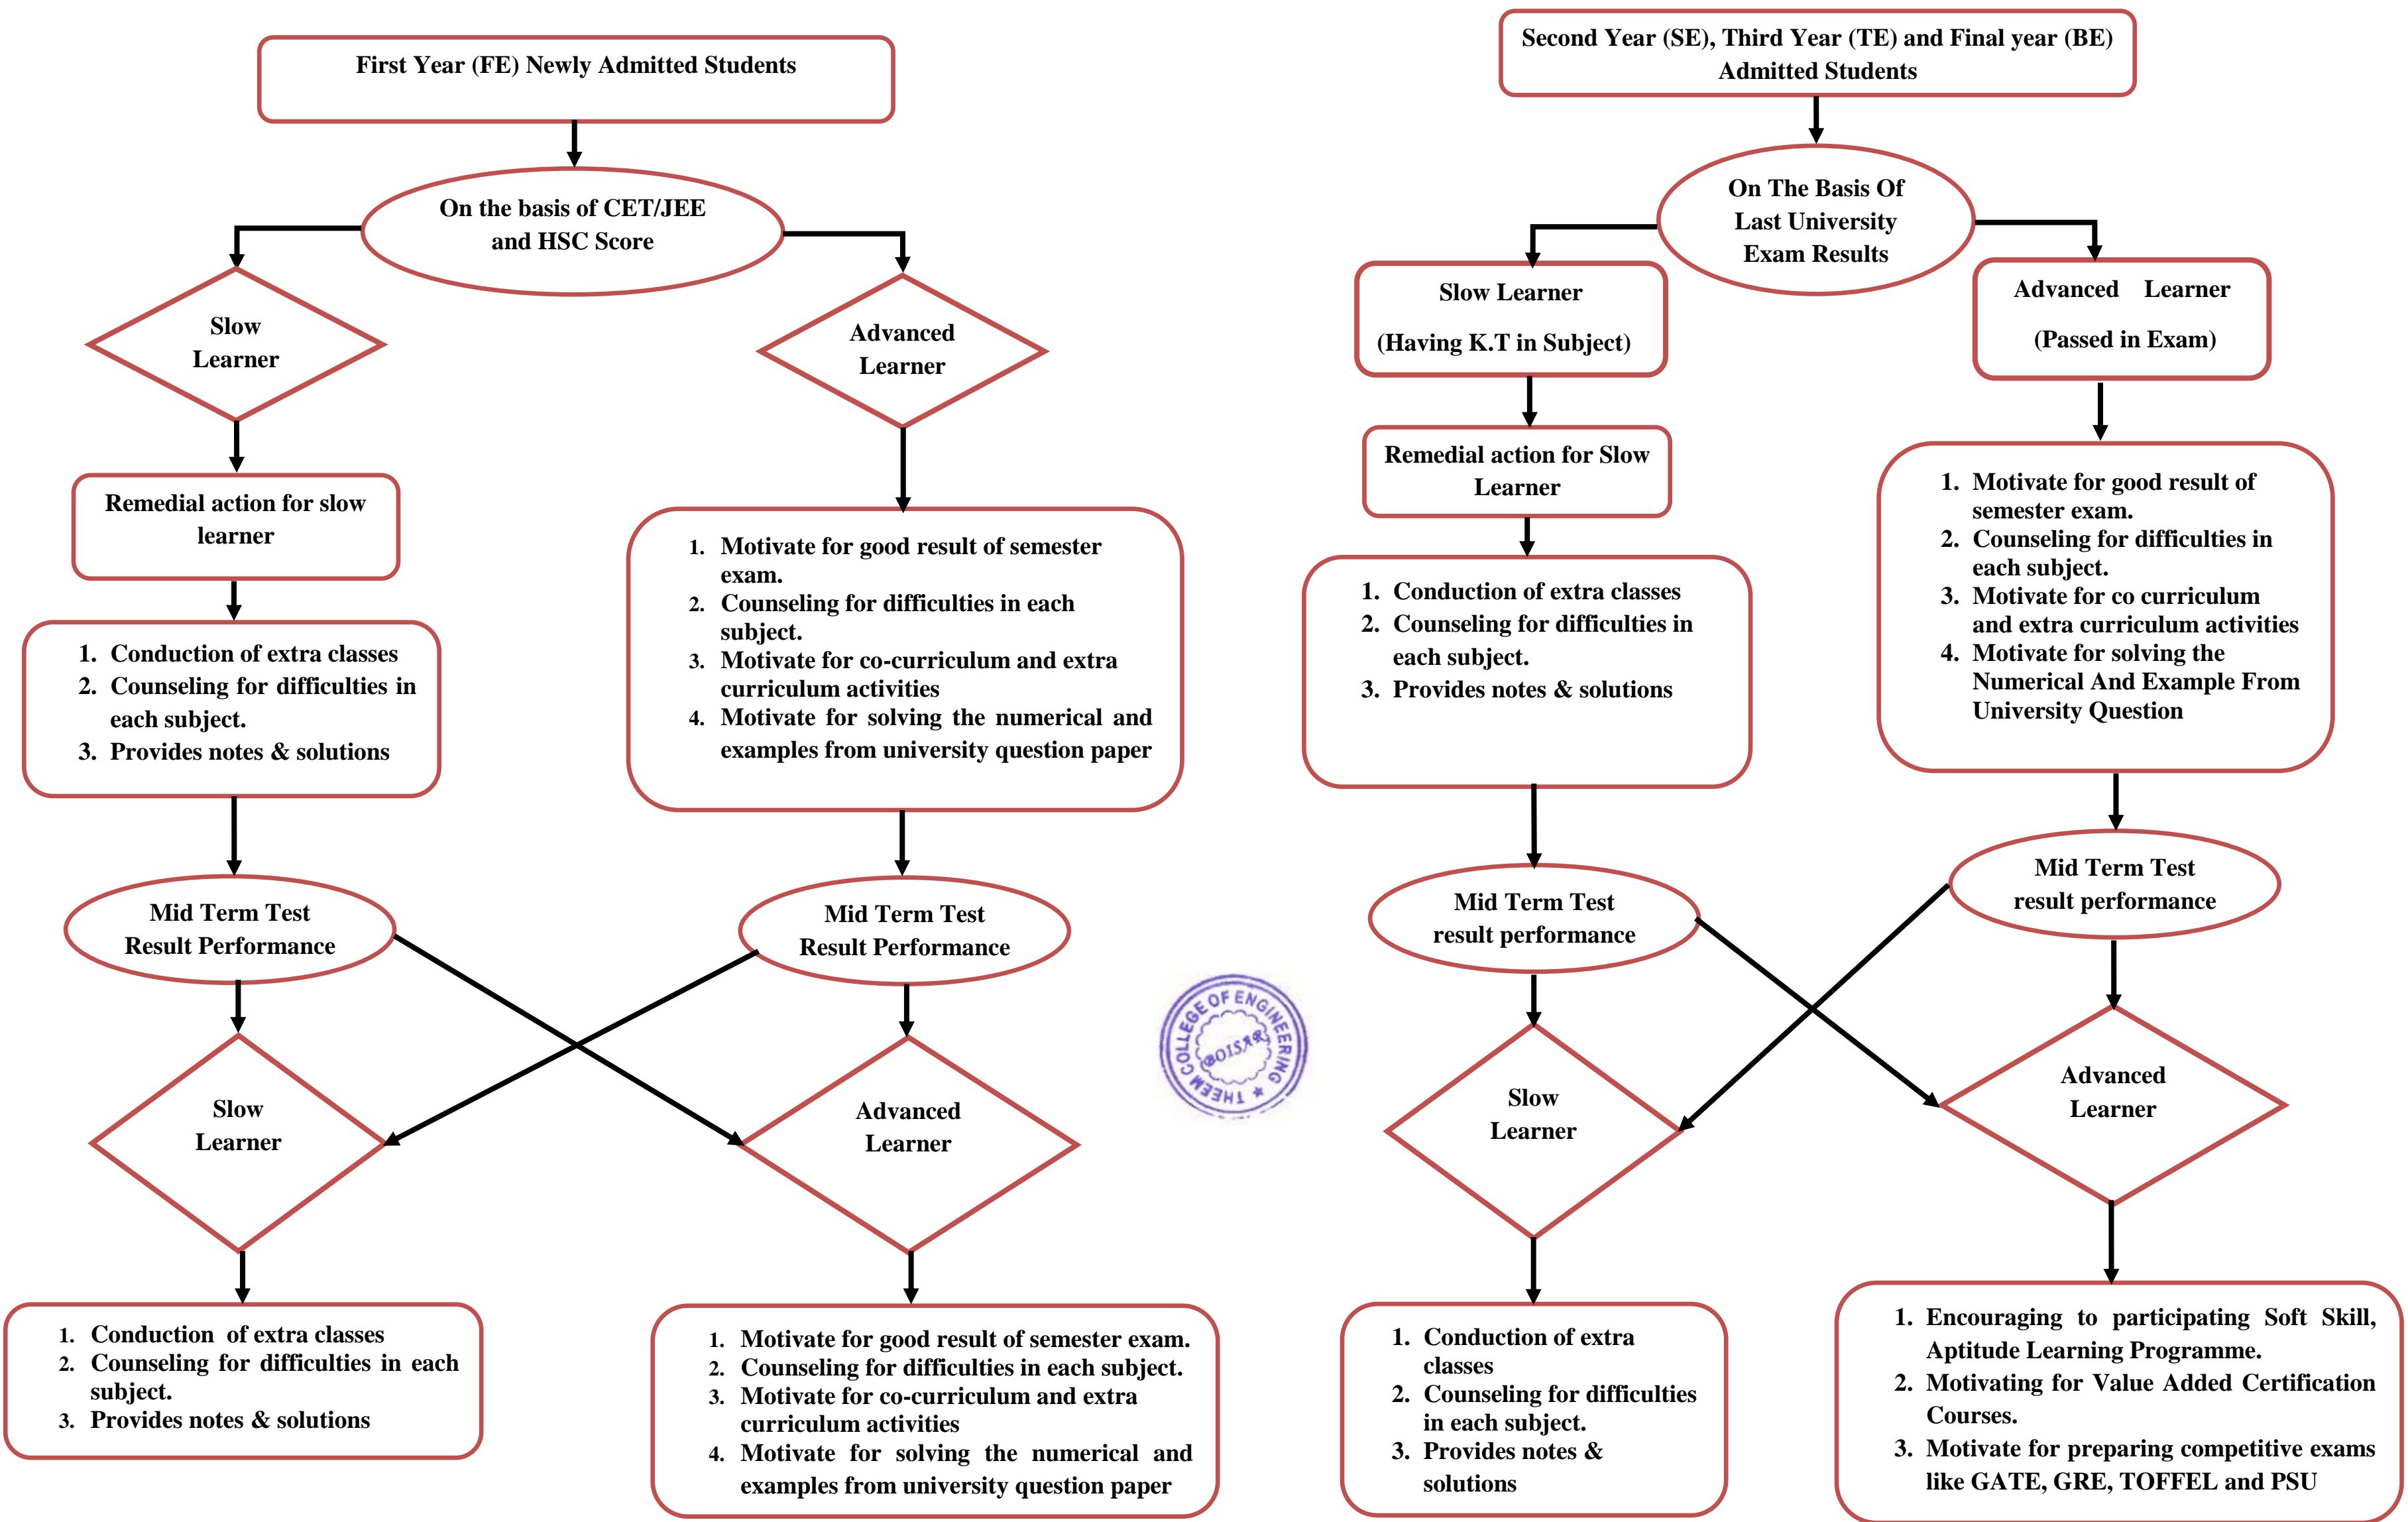 First Year (FE) Newly Admitted Students
On the basis of CET/JEE
and HSC Score
Slow
Learner
Advanced
Learner
Remedial action for slow
learner
1. Conduction of extra classes
2. Counseling for difficulties in
each subject.
3. Provides notes & solutions
1. Motivate for good result of semester
exam.
2. Counseling for difficulties in each
subject.
3. Motivate for co-curriculum and extra
curriculum activities
4. Motivate for solving the numerical and
examples from university question paper
Mid Term Test
Result Performance
Mid Term Test
Result Performance
Slow
Learner
Advanced
Learner
1. Conduction of extra classes
2. Counseling for difficulties in each
subject.
3. Provides notes & solutions
1. Motivate for good result of semester exam.
2. Counseling for difficulties in each subject.
3. Motivate for co-curriculum and extra
curriculum activities
4. Motivate for solving the numerical and
examples from university question paper
THEEM COLLEGE OF ENGINEERING
BOISAR
Second Year (SE), Third Year (TE) and Final year (BE)
Admitted Students
On The Basis Of
Last University
Exam Results
Slow Learner
(Having K.T in Subject)
Advanced Learner
(Passed in Exam)
Remedial action for Slow
Learner
1. Conduction of extra classes
2. Counseling for difficulties in
each subject.
3. Provides notes & solutions
1. Motivate for good result of
semester exam.
2. Counseling for difficulties in
each subject.
3. Motivate for co curriculum
and extra curriculum activities
4. Motivate for solving the
Numerical And Example From
University Question
Mid Term Test
result performance
Mid Term Test
result performance
Slow
Learner
Advanced
Learner
1. Conduction of extra
classes
2. Counseling for difficulties
in each subject.
3. Provides notes &
solutions
1. Encouraging to participating Soft Skill,
Aptitude Learning Programme.
2. Motivating for Value Added Certification
Courses.
3. Motivate for preparing competitive exams
like GATE, GRE, TOFFEL and PSU